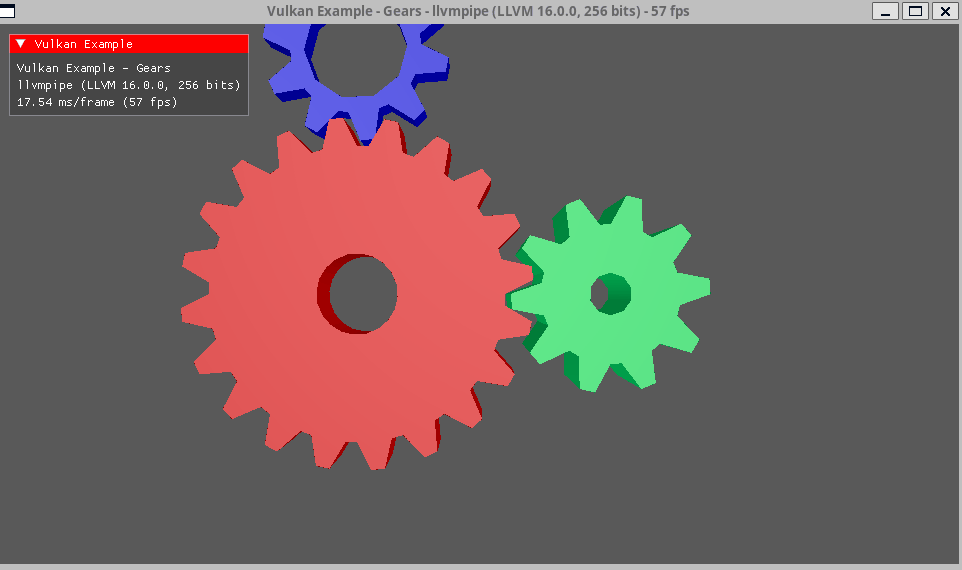 Vulkan Example - Gears - llvmpipe (LLVM 16.0.0, 256 bits) - 57 fps
Vulkan Example
Vulkan Example - Gears
llvmpipe (LLVM 16.0.0, 256 bits)
17.54 ms/frame (57 fps)